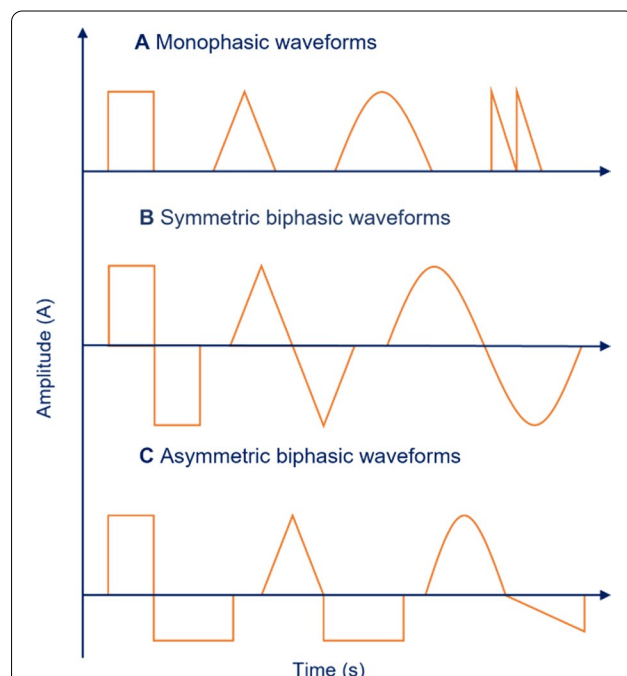 A Monophasic waveforms
B Symmetric biphasic waveforms
Amplitude (A)
C Asymmetric biphasic waveforms
Time (s)